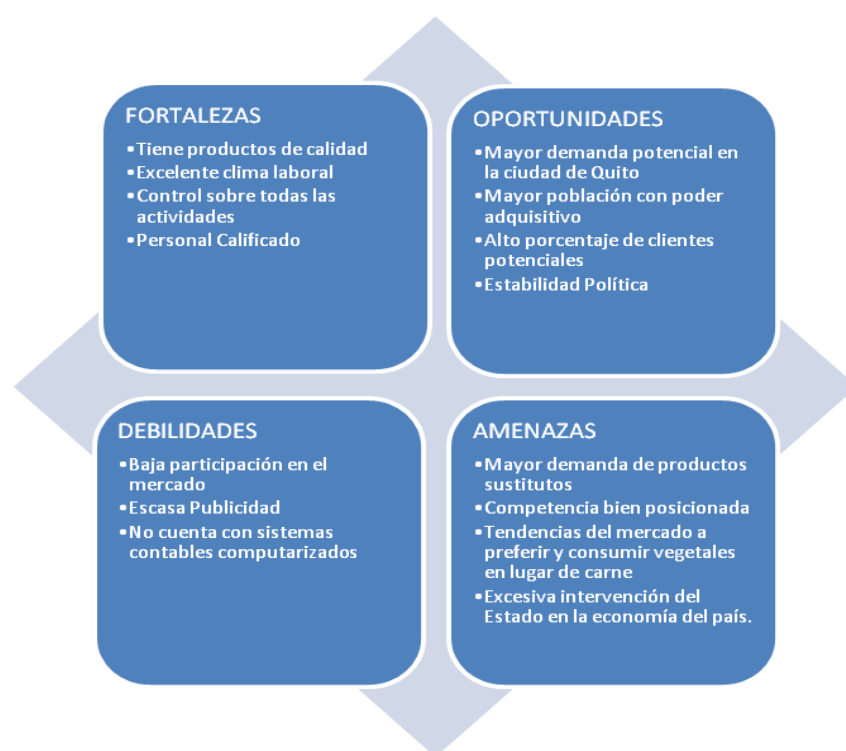 FORTALEZAS
•Tiene productos de calidad
•Excelente clima laboral
•Control sobre todas las
actividades
•Personal Calificado
OPORTUNIDADES
•Mayor demanda potencial en
la ciudad de Quito
•Mayor población con poder
adquisitivo
•Alto porcentaje de clientes
potenciales
•Estabilidad Política
DEBILIDADES
•Baja participación en el
mercado
•Escasa Publicidad
•No cuenta con sistemas
contables computarizados
AMENAZAS
•Mayor demanda de productos
sustitutos
•Competencia bien posicionada
•Tendencias del mercado a
preferir y consumir vegetales
en lugar de carne
•Excesiva intervención del
Estado en la economía del país.